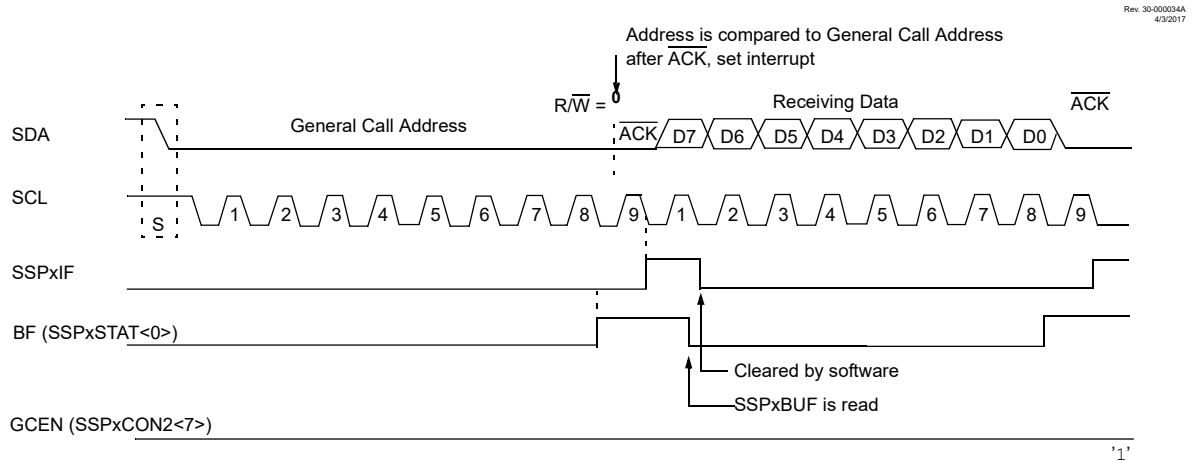 Rev. 30-000034A
4/3/2017
Address is compared to General Call Address
after ACK, set interrupt
R/W = 0
Receiving Data
ACK
SDA
General Call Address
ACK D7 D6 D5 D4 D3 D2 D1 D0
SCL
S 1 2 3 4 5 6 7 8 9 1 2 3 4 5 6 7 8 9
SSPxIF
BF (SSPxSTAT<0>)
Cleared by software
SSPxBUF is read
GCEN (SSPxCON2<7>)
'1'